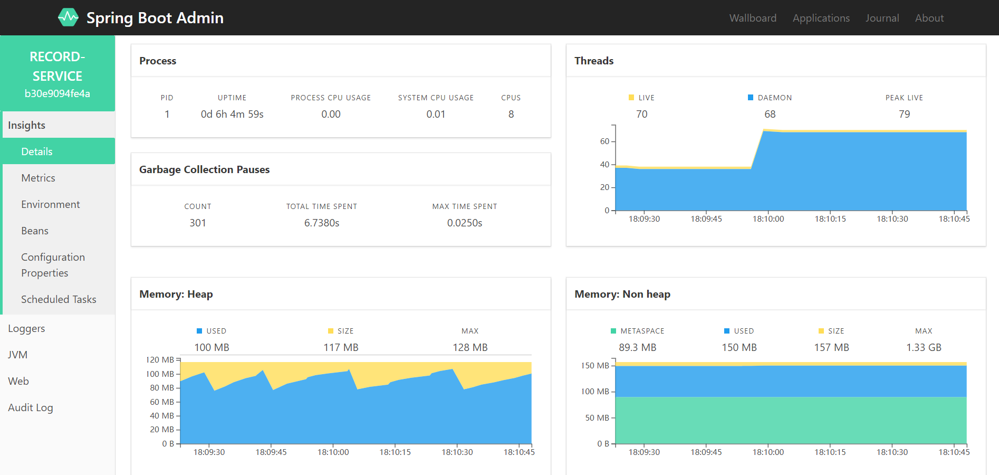 Spring Boot Admin
Wallboard Applications Journal About
RECORD-
SERVICE
b30e9094fe4a
Insights
Details
Metrics
Environment
Beans
Configuration
Properties
Scheduled Tasks
Loggers
JVM
Web
Audit Log
Process
PID UPTIME PROCESS CPU USAGE SYSTEM CPU USAGE CPUS
1 0d 6h 4m 59s 0.00 0.01 8
Garbage Collection Pauses
COUNT TOTAL TIME SPENT MAX TIME SPENT
301 6.7380s 0.0250s
Threads
LIVE DAEMON PEAK LIVE
70 68 79
60
40
20
0
18:09:30 18:09:45 18:10:00 18:10:15 18:10:30 18:10:45
Memory: Heap
USED SIZE MAX
100 MB 117 MB 128 MB
120 MB
100 MB
80 MB
60 MB
40 MB
20 MB
0 B
18:09:30 18:09:45 18:10:00 18:10:15 18:10:30 18:10:45
Memory: Non heap
METASPACE USED SIZE MAX
89.3 MB 150 MB 157 MB 1.33 GB
150 MB
100 MB
50 MB
0 B
18:09:30 18:09:45 18:10:00 18:10:15 18:10:30 18:10:45